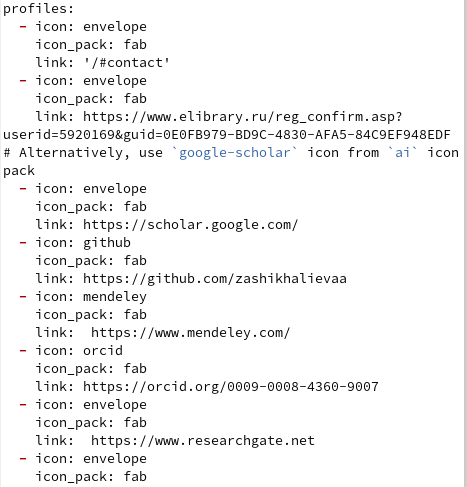 profiles:
  - icon: envelope
    icon_pack: fab
    link: '/#contact'
  - icon: envelope
    icon_pack: fab
    link: https://www.elibrary.ru/reg_confirm.asp?
userid=5920169&guid=0E0FB979-BD9C-4830-AFA5-84C9EF948EDF
# Alternatively, use `google-scholar` icon from `ai` icon
pack
  - icon: envelope
    icon_pack: fab
    link: https://scholar.google.com/
  - icon: github
    icon_pack: fab
    link: https://github.com/zashikhalievaa
  - icon: mendeley
    icon_pack: fab
    link:  https://www.mendeley.com/
  - icon: orcid
    icon_pack: fab
    link: https://orcid.org/0009-0008-4360-9007
  - icon: envelope
    icon_pack: fab
    link:  https://www.researchgate.net
  - icon: envelope
    icon_pack: fab